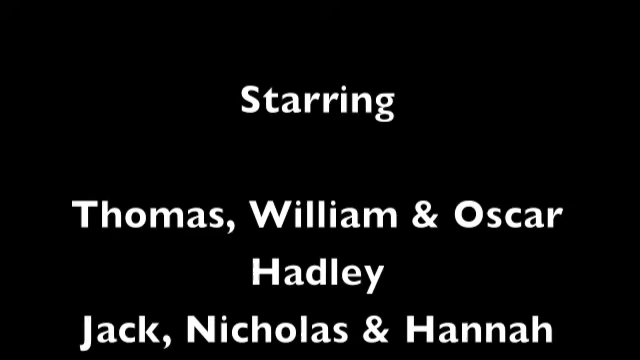 Starring
Thomas, William & Oscar
Hadley
Jack, Nicholas & Hannah